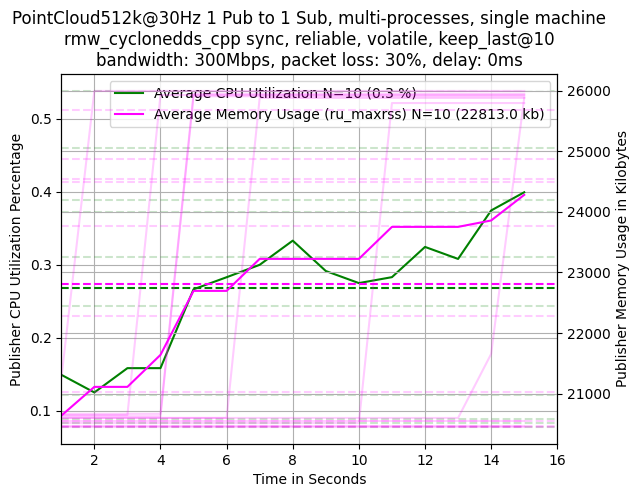 PointCloud512k@30Hz 1 Pub to 1 Sub, multi-processes, single machine
rmw_cyclonedds_cpp sync, reliable, volatile, keep_last@10
bandwidth: 300Mbps, packet loss: 30%, delay: 0ms
Average CPU Utilization N=10 (0.3 %)
Average Memory Usage (ru_maxrss) N=10 (22813.0 kb)
Publisher CPU Utilization Percentage
0.5
0.4
0.3
0.2
0.1
26000
25000
24000
23000
22000
21000
Publisher Memory Usage in Kilobytes
2 4 6 8 10 12 14 16
Time in Seconds